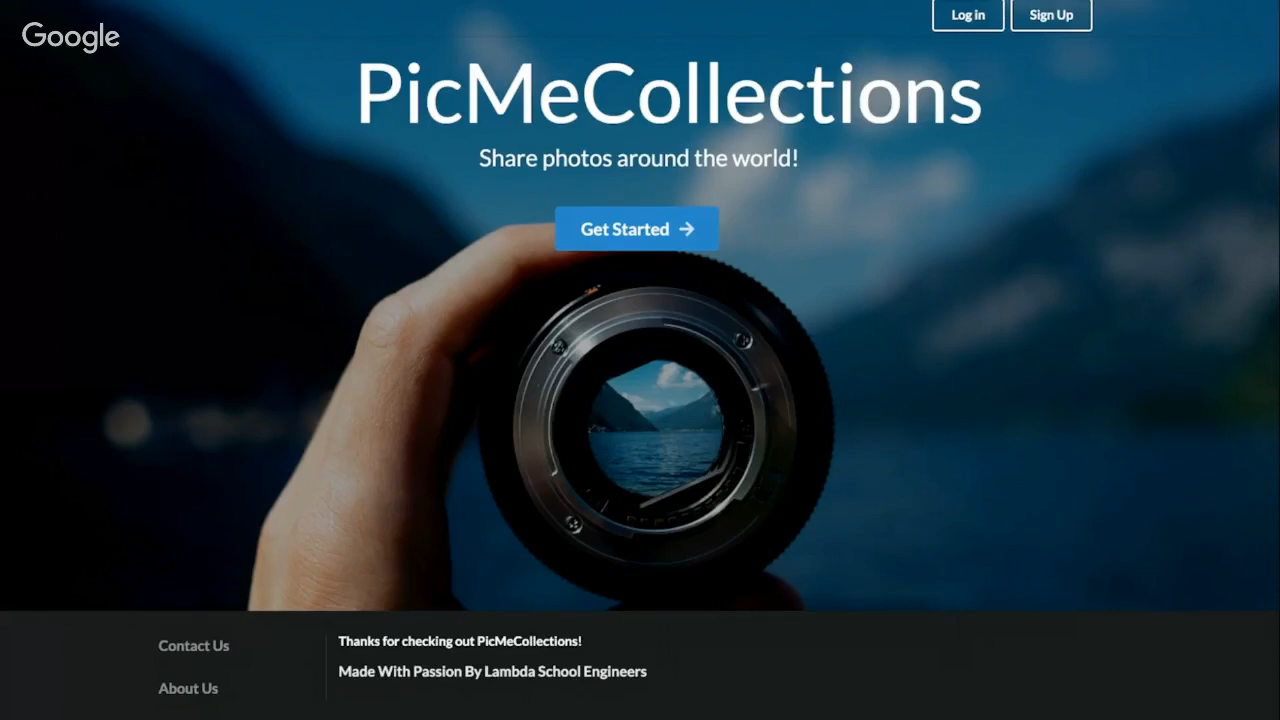 Google
Log in
Sign Up
PicMeCollections
Share photos around the world!
Get Started
Contact Us
Thanks for checking out PicMeCollections!
Made With Passion By Lambda School Engineers
About Us